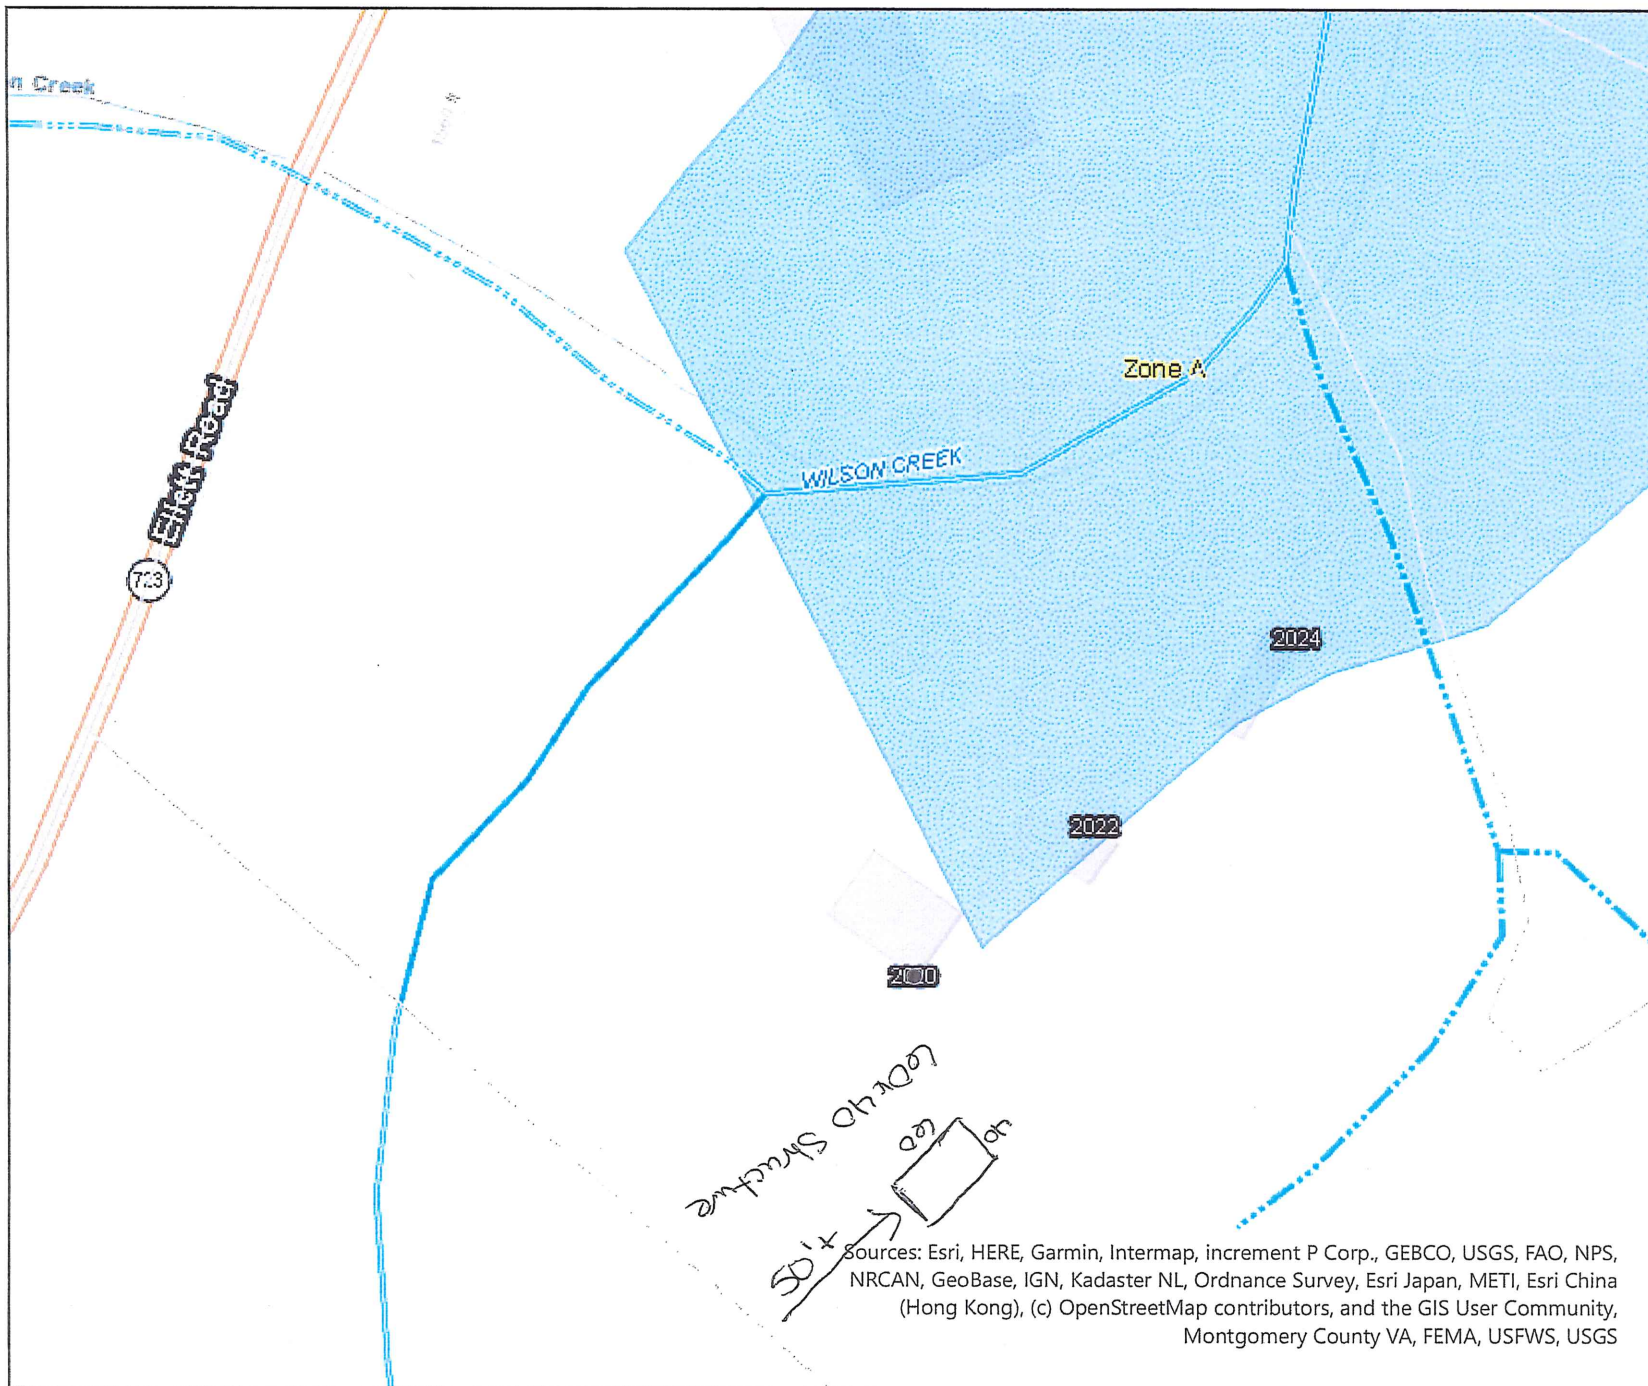 n Creek
Ellett Road
723
Zone A
WILSON CREEK
2024
2022
2000
60x40 Structure
60
40
50'+
Sources: Esri, HERE, Garmin, Intermap, increment P Corp., GEBCO, USGS, FAO, NPS,
NRCAN, GeoBase, IGN, Kadaster NL, Ordnance Survey, Esri Japan, METI, Esri China
(Hong Kong), (c) OpenStreetMap contributors, and the GIS User Community,
Montgomery County VA, FEMA, USFWS, USGS